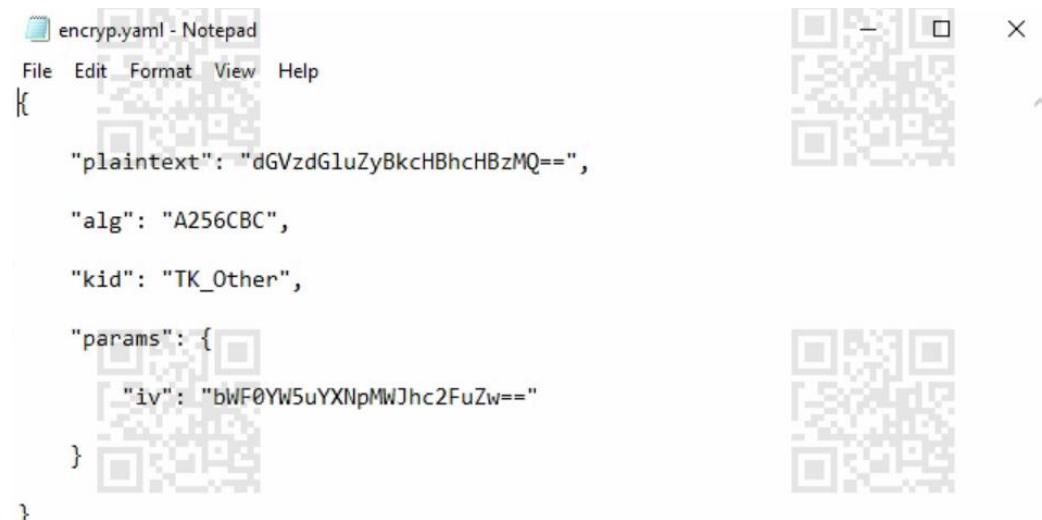 encryp.yaml - Notepad
File Edit Format View Help
{
"plaintext": "dGVzdGluZyBkcHBhcHBzMQ==",
"alg": "A256CBC",
"kid": "TK_Other",
"params": {
"iv": "bWF0YW5uYXNpMWJhc2FuZw=="
}
}